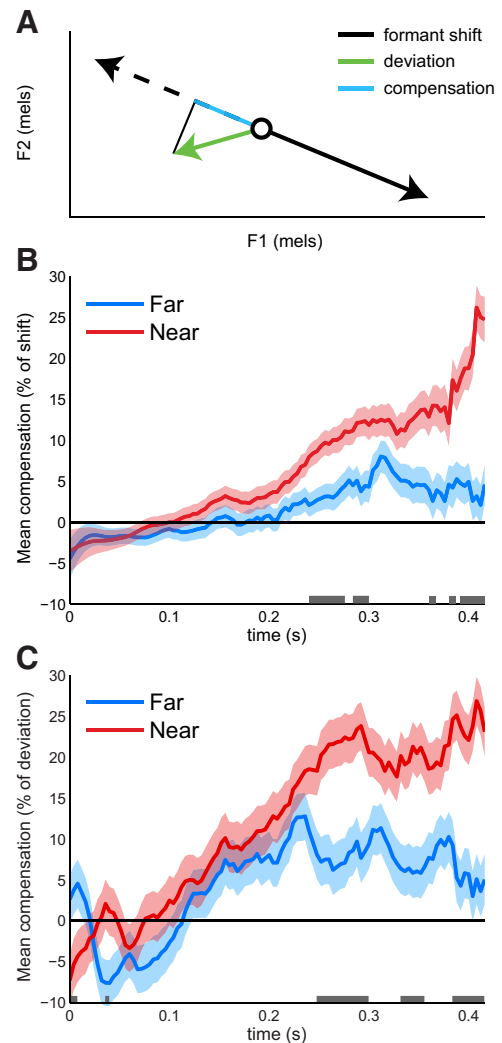 A
formant shift
deviation
compensation
F2 (mels)
F1 (mels)
B
30
25
20
15
10
5
0
−5
−10
Mean compensation (% of shift)
Far
Near
0
0.1
0.2
0.3
0.4
time (s)
C
30
25
20
15
10
5
0
−5
−10
Mean compensation (% of deviation)
Far
Near
0
0.1
0.2
0.3
0.4
time (s)